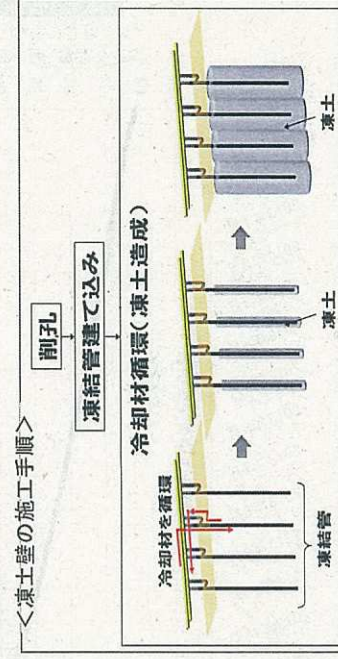 <凍土壁の施工手順>
削孔
凍結管建て込み
冷却材循環(凍土造成)
冷却材を循環
凍結管
凍土
凍土